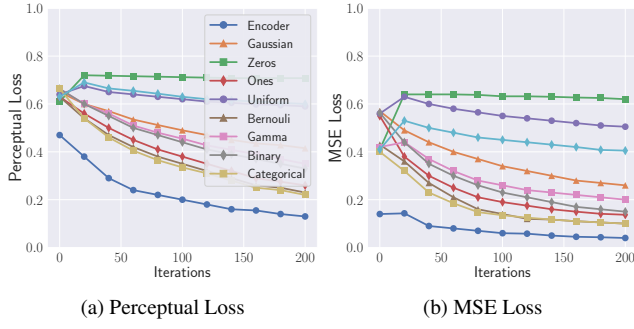 Perceptual Loss
1.0
0.8
0.6
0.4
0.2
0.0
0
50
100
150
200
Iterations
Encoder
Gaussian
Zeros
Ones
Uniform
Bernouli
Gamma
Binary
Categorical
MSE Loss
1.0
0.8
0.6
0.4
0.2
0.0
0
50
100
150
200
Iterations
(a) Perceptual Loss
(b) MSE Loss